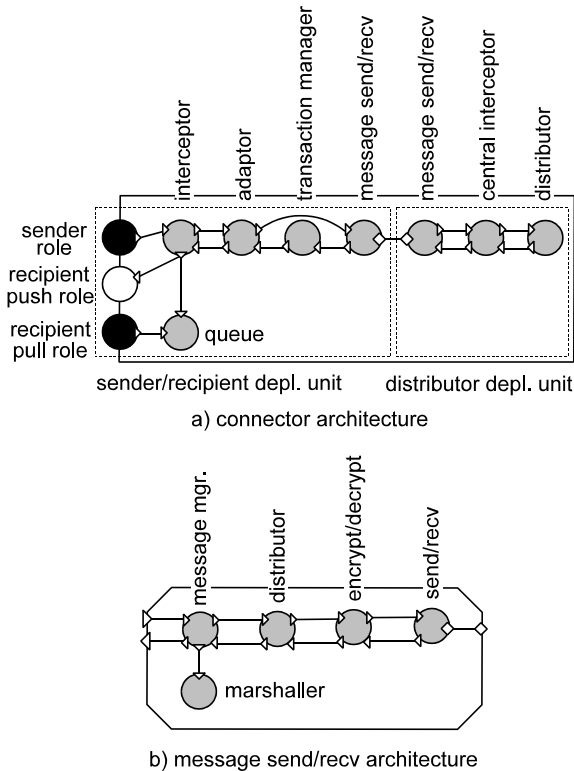 interceptor
adaptor
transaction manager
message send/recv
message send/recv
central interceptor
distributor
sender
role
recipient
push role
recipient
pull role
queue
sender/recipient depl. unit
distributor depl. unit
a) connector architecture
message mgr.
distributor
encrypt/decrypt
send/recv
marshaller
b) message send/recv architecture